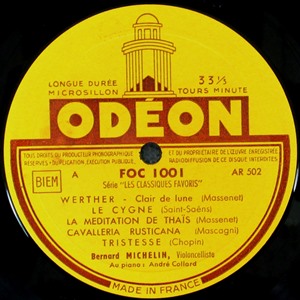 LONGUE DURÉE 33⅓
MICROSILLON TOURS MINUTE
ODÉON
TOUS DROITS DU PRODUCTEUR PHONOGRAPHIQUE ET DU PROPRIÉTAIRE DE L'ŒUVRE ENREGISTRÉE
RÉSERVÉS. DUPLICATION, EXÉCUTION PUBLIQUE, RADIODIFFUSION DE CE DISQUE INTERDITES
BIEM A FOC 1001 AR 502
Série "LES CLASSIQUES FAVORIS"
WERTHER - Clair de lune (Massenet)
LE CYGNE (Saint-Saëns)
LA MEDITATION DE THAÏS (Massenet)
CAVALLERIA RUSTICANA (Mascagni)
TRISTESSE (Chopin)
Bernard MICHELIN, Violoncelliste
Au piano : André Collard
MADE IN FRANCE